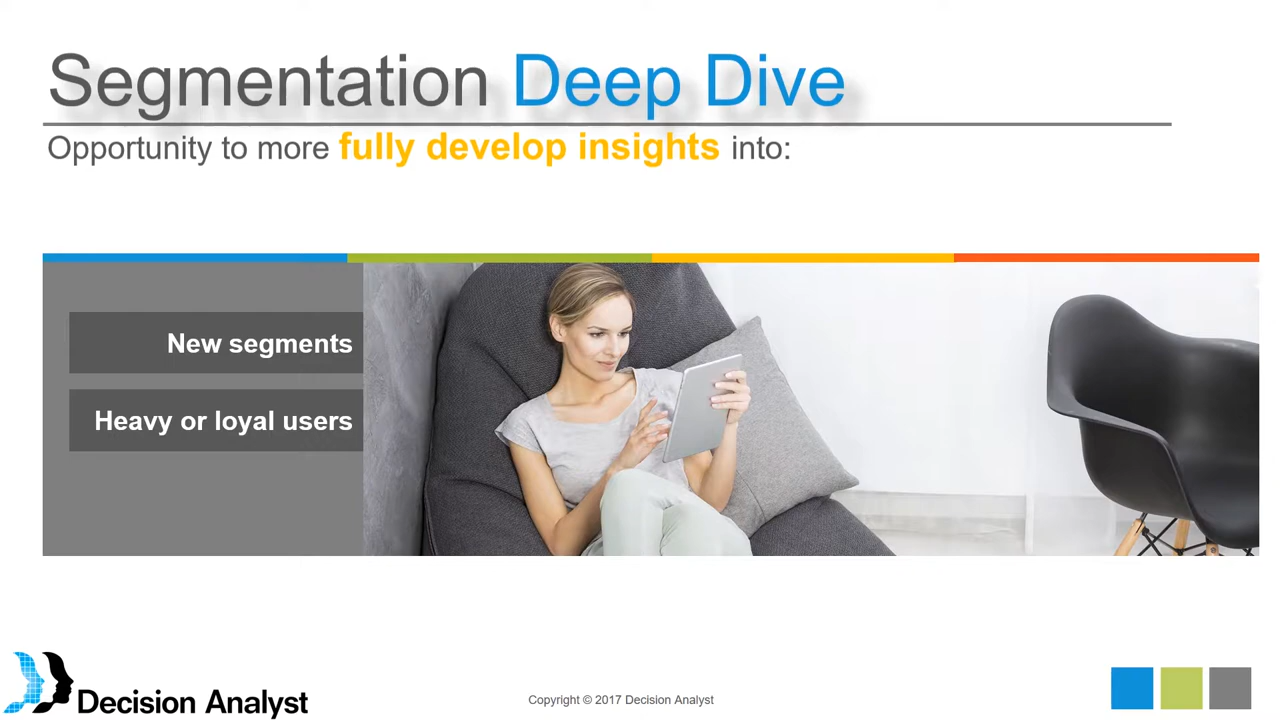 Segmentation Deep Dive
Opportunity to more fully develop insights into:
New segments
Heavy or loyal users
Decision Analyst
Copyright © 2017 Decision Analyst